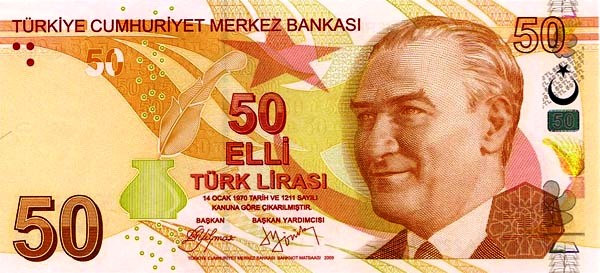 TÜRKİYE CUMHURİYET MERKEZ BANKASI
50
50
50
ELLİ
TÜRK LİRASI
50
14 OCAK 1970 TARİH VE 1211 SAYILI
KANUNA GÖRE ÇIKARILMIŞTIR.
BAŞKAN BAŞKAN YARDIMCISI
50
TÜRKİYE CUMHURİYET MERKEZ BANKASI BANKNOT MATBAASI 2009